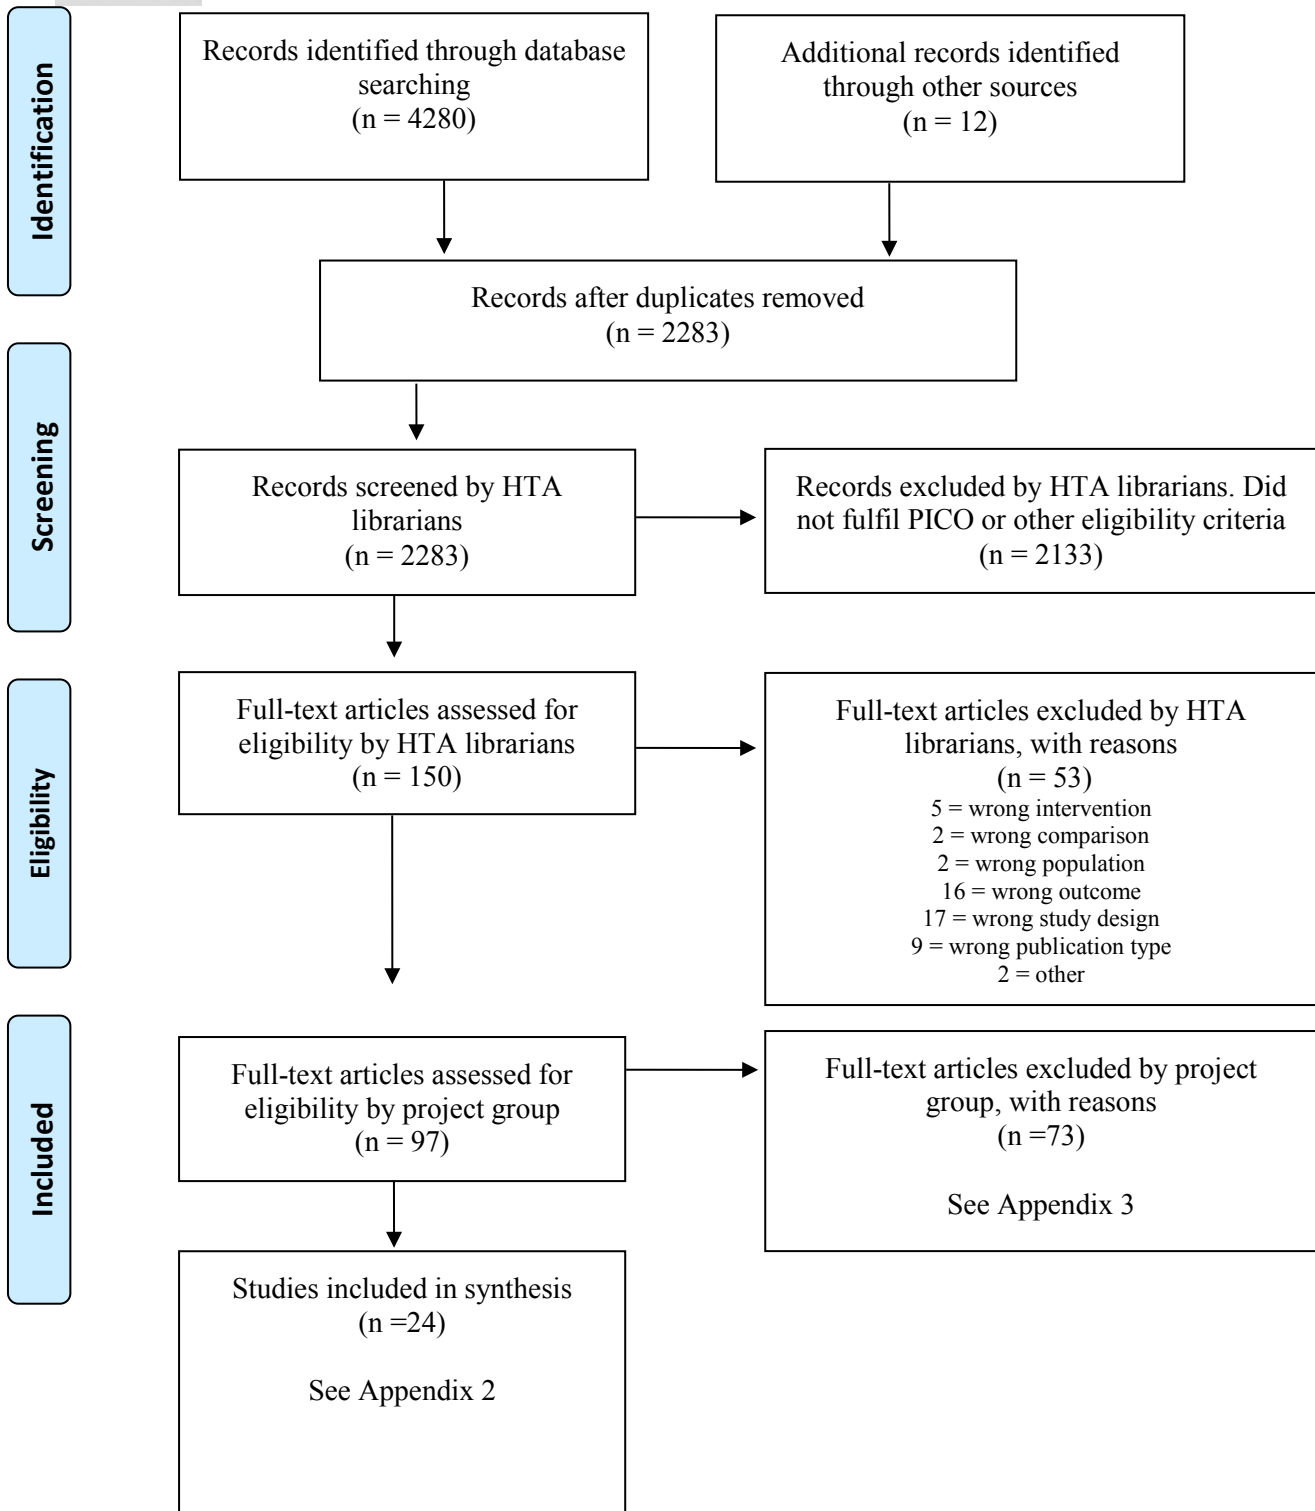 Identification
Records identified through database
searching
(n = 4280)
Additional records identified
through other sources
(n = 12)
Records after duplicates removed
(n = 2283)
Screening
Records screened by HTA
librarians
(n = 2283)
Records excluded by HTA librarians. Did
not fulfil PICO or other eligibility criteria
(n = 2133)
Eligibility
Full-text articles assessed for
eligibility by HTA librarians
(n = 150)
Full-text articles excluded by HTA
librarians, with reasons
(n = 53)
5 = wrong intervention
2 = wrong comparison
2 = wrong population
16 = wrong outcome
17 = wrong study design
9 = wrong publication type
2 = other
Included
Full-text articles assessed for
eligibility by project group
(n = 97)
Full-text articles excluded by project
group, with reasons
(n =73)
See Appendix 3
Studies included in synthesis
(n =24)
See Appendix 2